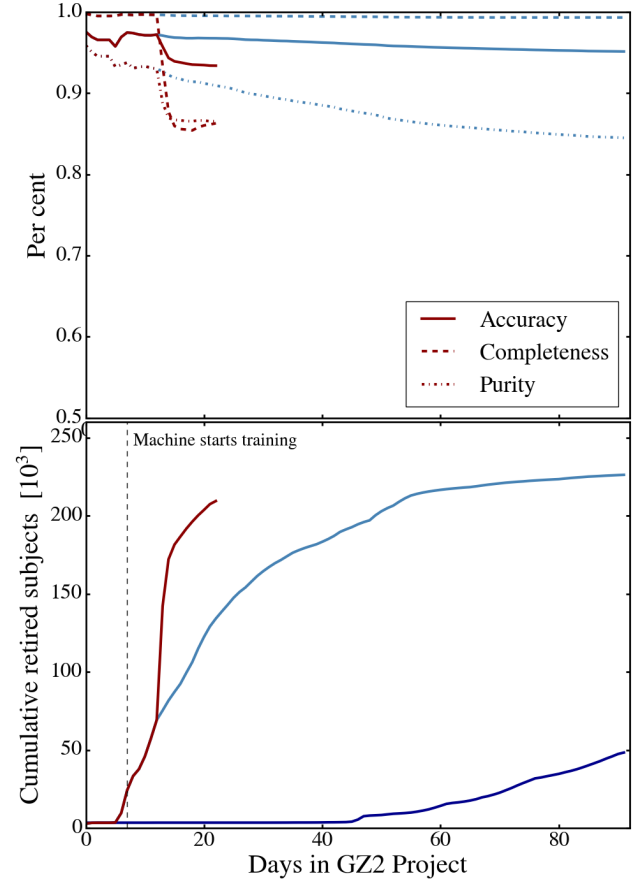 1.0
0.9
0.8
0.7
0.6
0.5
Per cent
Accuracy
Completeness
Purity
250
200
150
100
50
0
Cumulative retired subjects [10³]
Machine starts training
0 20 40 60 80
Days in GZ2 Project